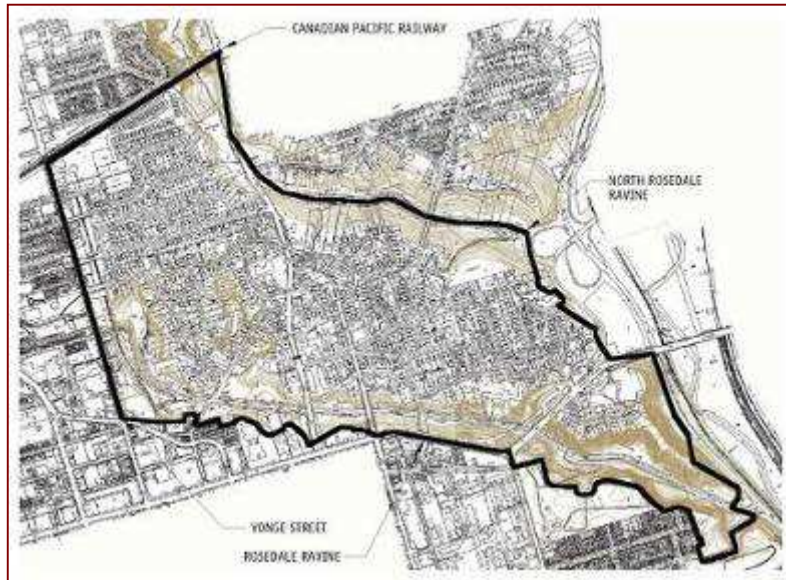 CANADIAN PACIFIC RAILWAY
NORTH ROSEDALE
RAVINE
YONGE STREET
ROSEDALE RAVINE